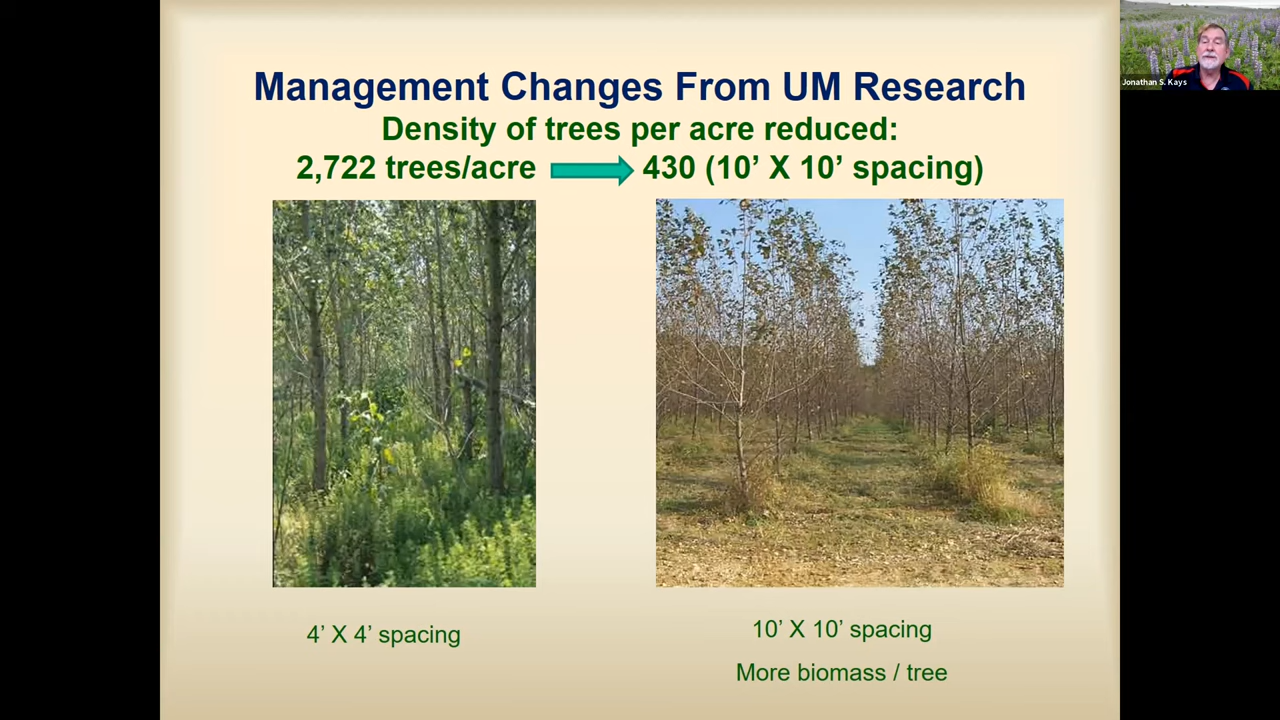 Management Changes From UM Research
Density of trees per acre reduced:
2,722 trees/acre 430 (10’ X 10’ spacing)
4’ X 4’ spacing
10’ X 10’ spacing
More biomass / tree
Jonathan S. Kays